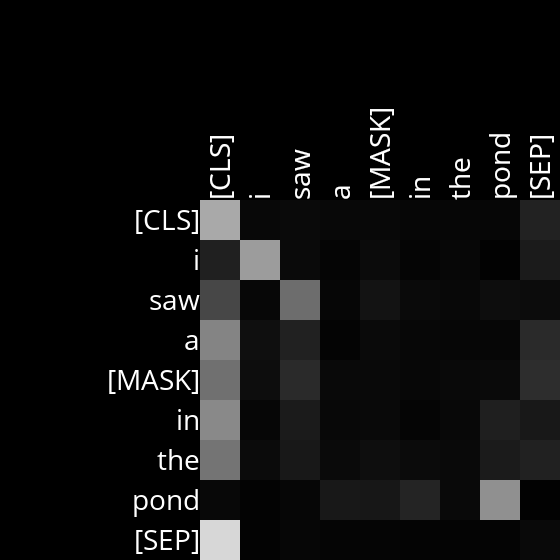 [CLS] i saw a [MASK] in the pond [SEP]
[CLS]
i
saw
a
[MASK]
in
the
pond
[SEP]